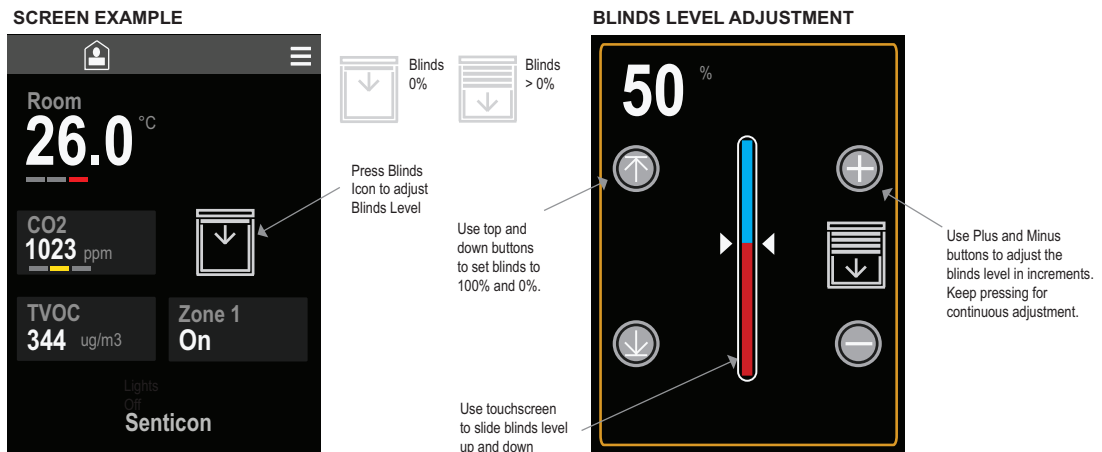 SCREEN EXAMPLE
Room
26.0 °C
CO2
1023 ppm
TVOC
344 ug/m3
Zone 1
On
Lights
Off
Senticon
Blinds
0%
Blinds
> 0%
Press Blinds
Icon to adjust
Blinds Level
BLINDS LEVEL ADJUSTMENT
50 %
Use top and
down buttons
to set blinds to
100% and 0%.
Use Plus and Minus
buttons to adjust the
blinds level in increments.
Keep pressing for
continuous adjustment.
Use touchscreen
to slide blinds level
up and down